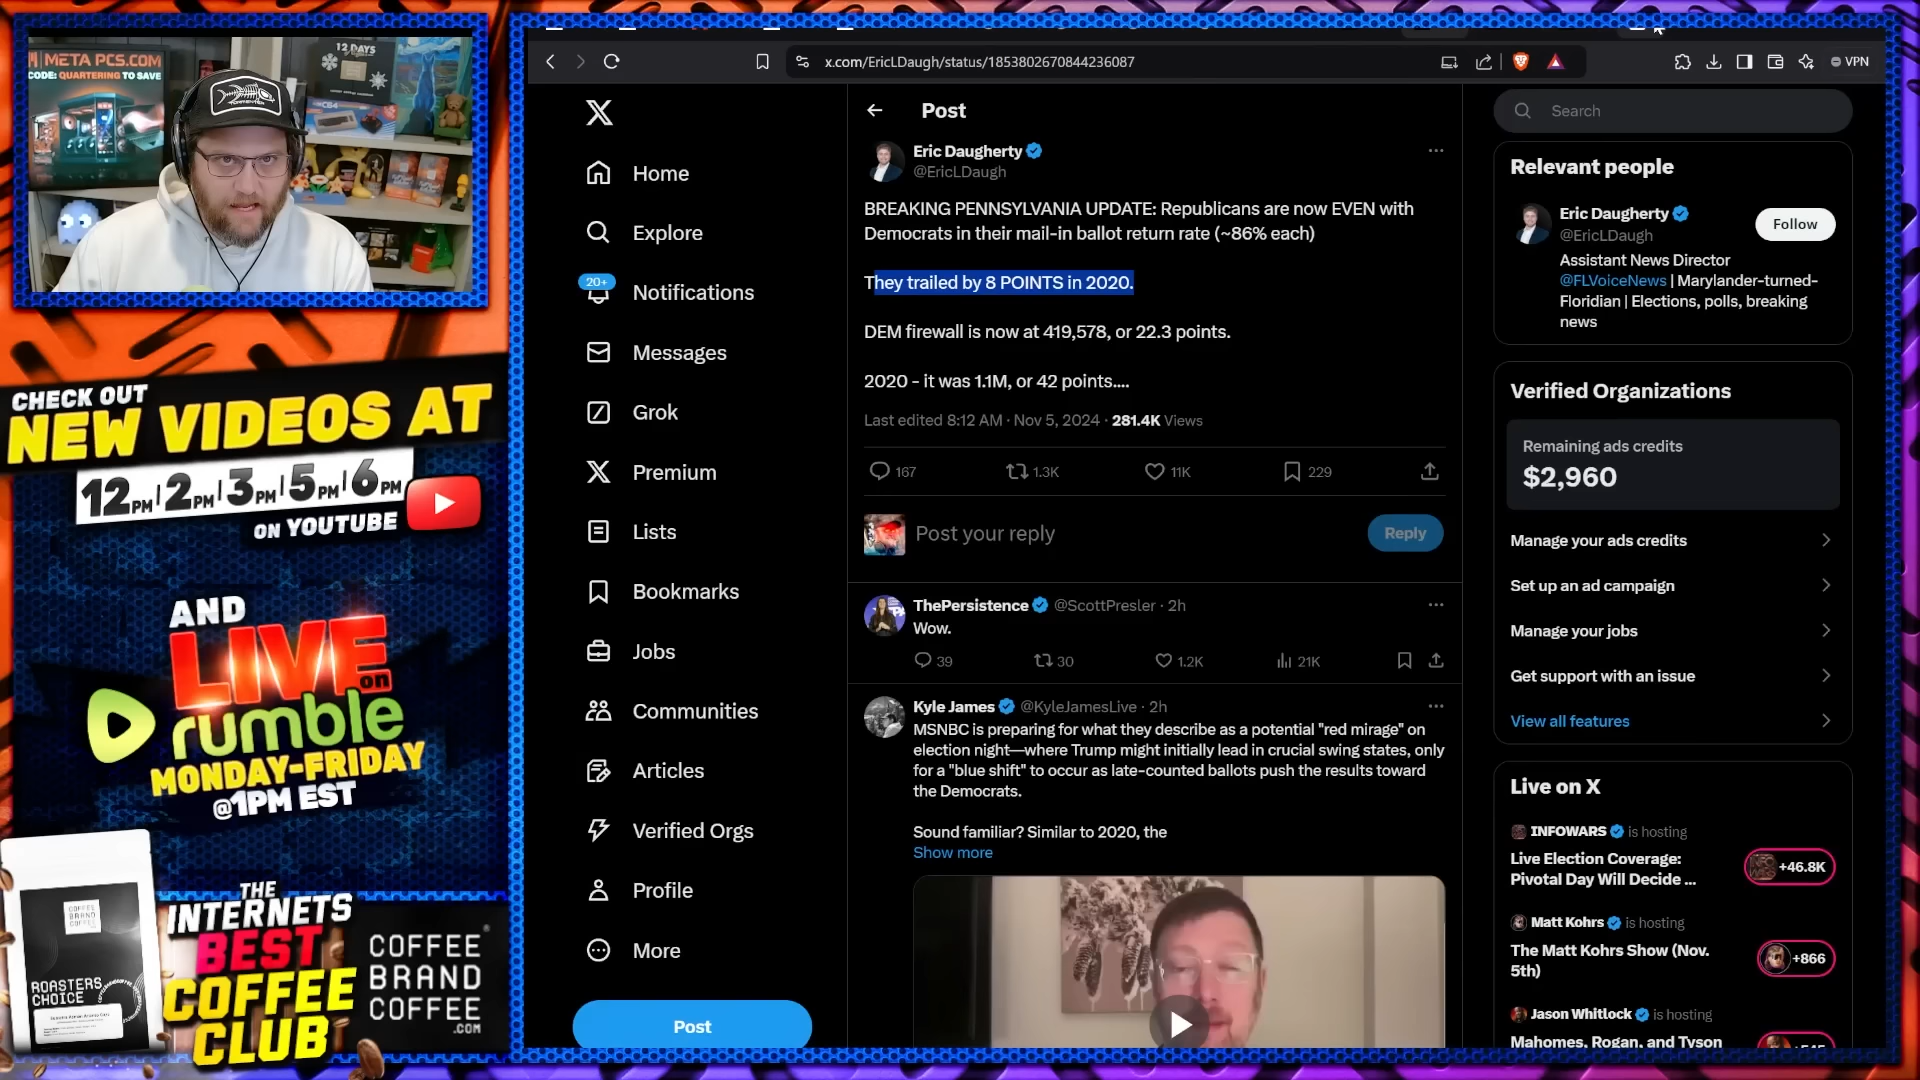 META PCS.COM
CODE: QUARTERING TO SAVE
12 DAYS
CHECK OUT
NEW VIDEOS AT
12PM | 2PM | 3PM | 5PM | 6PM
ON YOUTUBE
AND
LIVE
on
rumble
MONDAY-FRIDAY
@1PM EST
COFFEE
BRAND
COFFEE
ROASTERS
CHOICE
THE
INTERNETS
BEST
COFFEE
CLUB
COFFEE
BRAND
COFFEE
.COM
x.com/EricLDaugh/status/1853802670844236087
VPN
Home
Explore
20+
Notifications
Messages
Grok
Premium
Lists
Bookmarks
Jobs
Communities
Articles
Verified Orgs
Profile
More
Post
Post
Eric Daugherty
@EricLDaugh
BREAKING PENNSYLVANIA UPDATE: Republicans are now EVEN with
Democrats in their mail-in ballot return rate (~86% each)
They trailed by 8 POINTS in 2020.
DEM firewall is now at 419,578, or 22.3 points.
2020 - it was 1.1M, or 42 points....
Last edited 8:12 AM · Nov 5, 2024 · 281.4K Views
167 1.3K 11K 229
Post your reply
Reply
ThePersistence @ScottPresler · 2h
Wow.
39 30 1.2K 21K
Kyle James @KyleJamesLive · 2h
MSNBC is preparing for what they describe as a potential "red mirage" on
election night—where Trump might initially lead in crucial swing states, only
for a "blue shift" to occur as late-counted ballots push the results toward
the Democrats.
Sound familiar? Similar to 2020, the
Show more
Search
Relevant people
Eric Daugherty
@EricLDaugh
Follow
Assistant News Director
@FLVoiceNews | Marylander-turned-
Floridian | Elections, polls, breaking
news
Verified Organizations
Remaining ads credits
$2,960
Manage your ads credits
Set up an ad campaign
Manage your jobs
Get support with an issue
View all features
Live on X
INFOWARS is hosting
Live Election Coverage:
Pivotal Day Will Decide ...
+46.8K
Matt Kohrs is hosting
The Matt Kohrs Show (Nov.
5th)
+866
Jason Whitlock is hosting
Mahomes, Rogan, and Tyson